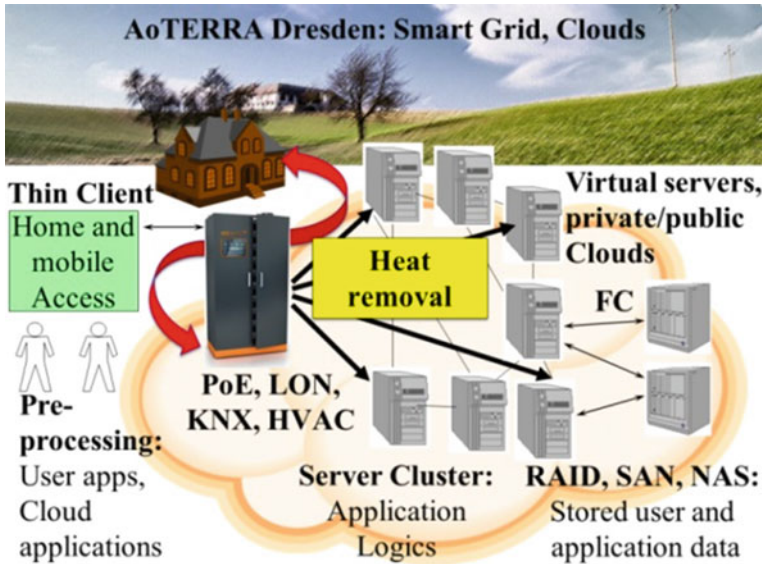 AoTERRA Dresden: Smart Grid, Clouds
Thin Client
Home and
mobile
Access
Virtual servers,
private/public
Clouds
Heat
removal
FC
PoE, LON,
KNX, HVAC
Pre-
processing:
User apps,
Cloud
applications
Server Cluster:
Application
Logics
RAID, SAN, NAS:
Stored user and
application data